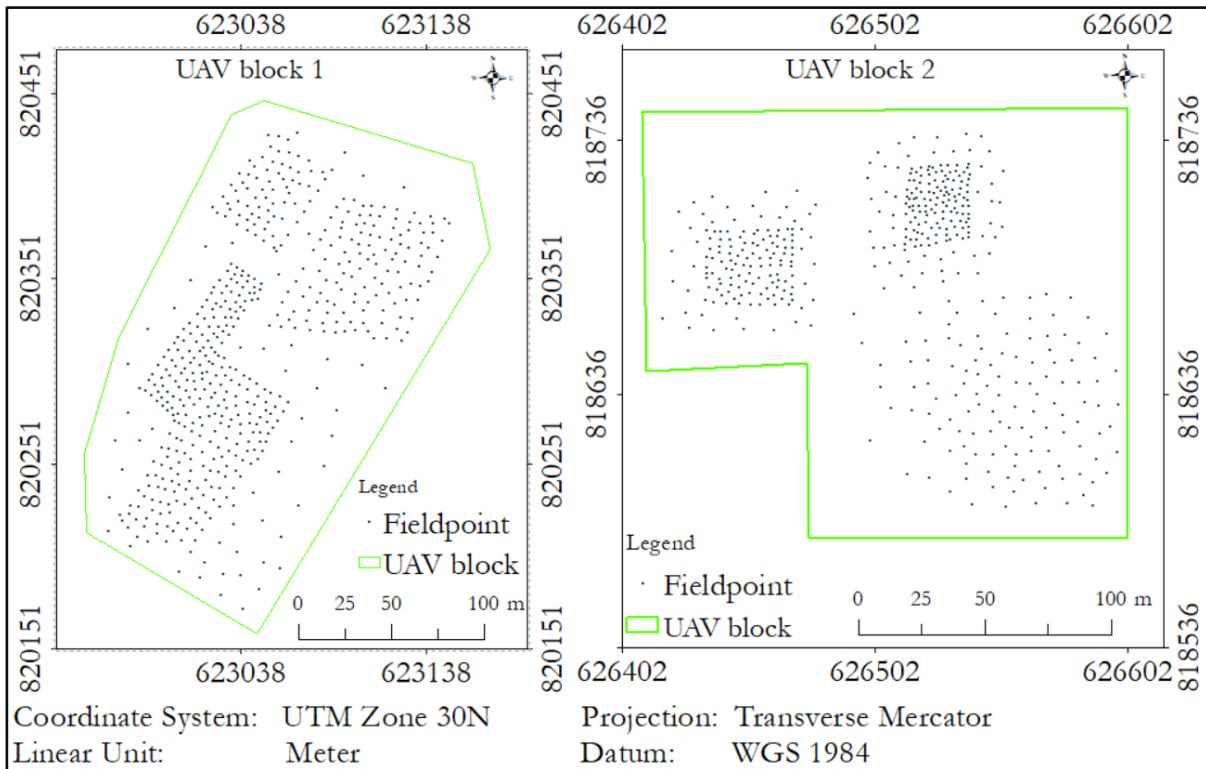 623038 623138
626402 626502 626602
UAV block 1
N
W E
S
UAV block 2
N
W E
S
820451 820451
820351 820351
820251 820251
820151 820151
818736 818736
818636 818636
818536
Legend
Fieldpoint
UAV block
0 25 50 100 m
Legend
Fieldpoint
UAV block
0 25 50 100 m
623038 623138
626402 626502 626602
Coordinate System: UTM Zone 30N
Projection: Transverse Mercator
Linear Unit: Meter
Datum: WGS 1984